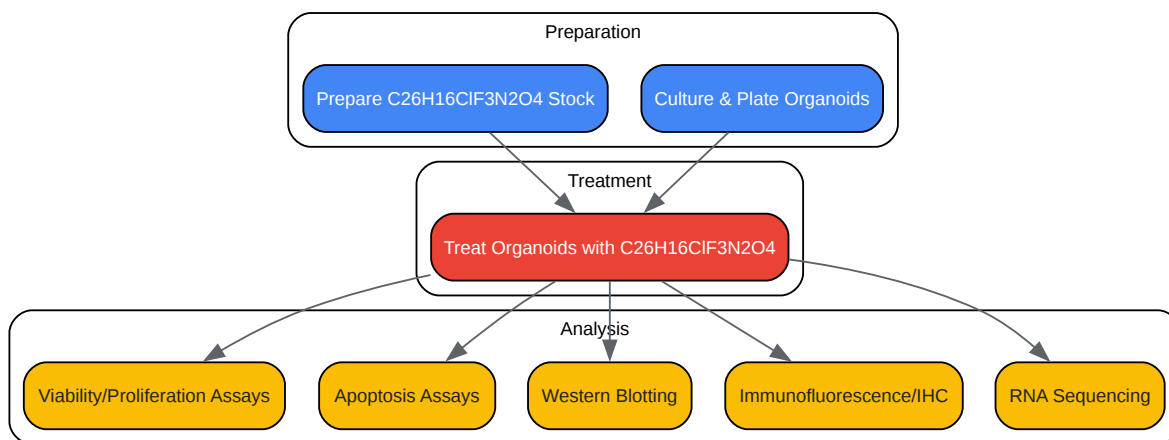 Preparation
Prepare C26H16ClF3N2O4 Stock
Culture & Plate Organoids
Treatment
Treat Organoids with C26H16ClF3N2O4
Analysis
Viability/Proliferation Assays
Apoptosis Assays
Western Blotting
Immunofluorescence/IHC
RNA Sequencing